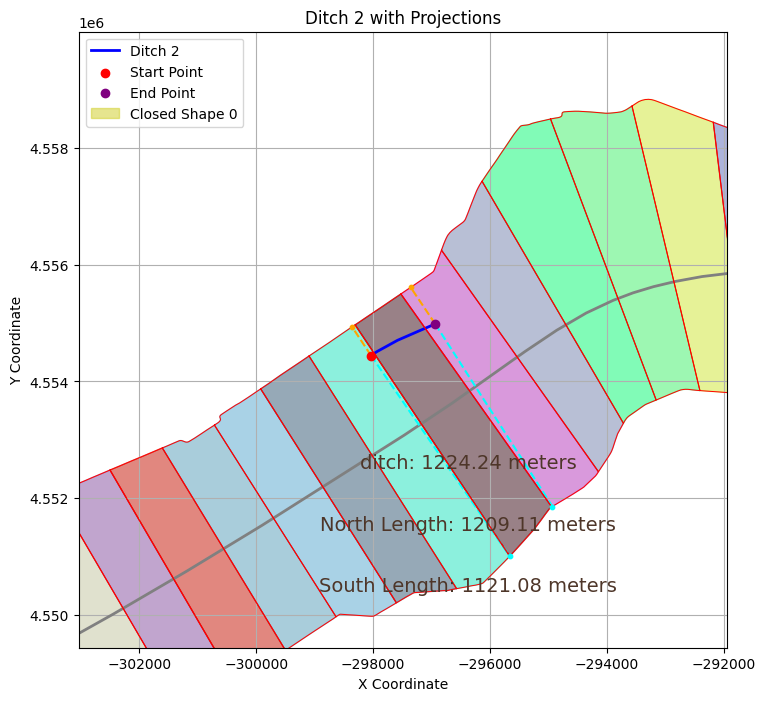 Ditch 2 with Projections
1e6
Ditch 2
Start Point
End Point
Closed Shape 0
4.558
4.556
4.554
4.552
4.550
Y Coordinate
ditch: 1224.24 meters
North Length: 1209.11 meters
South Length: 1121.08 meters
−302000 −300000 −298000 −296000 −294000 −292000
X Coordinate